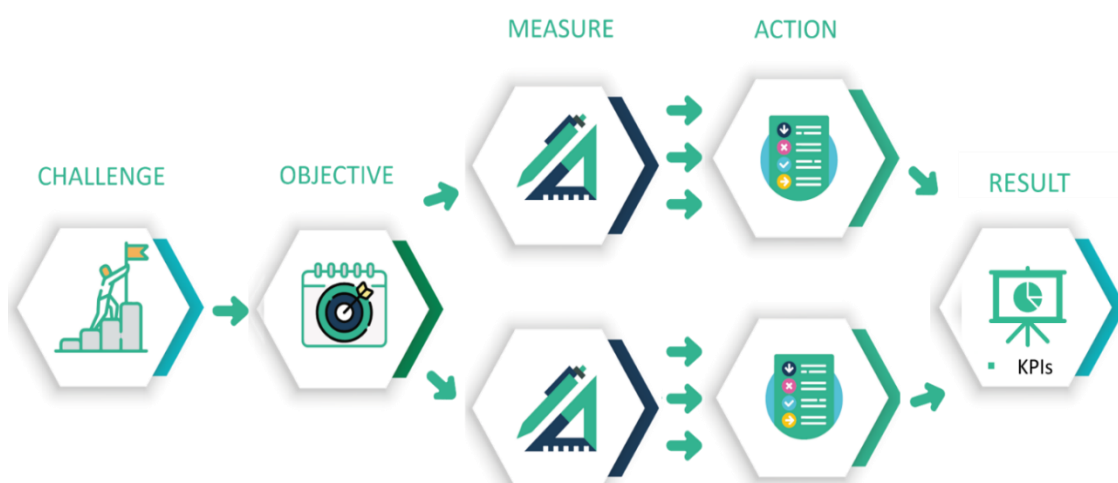 MEASURE
ACTION
CHALLENGE
OBJECTIVE
RESULT
▪ KPIs